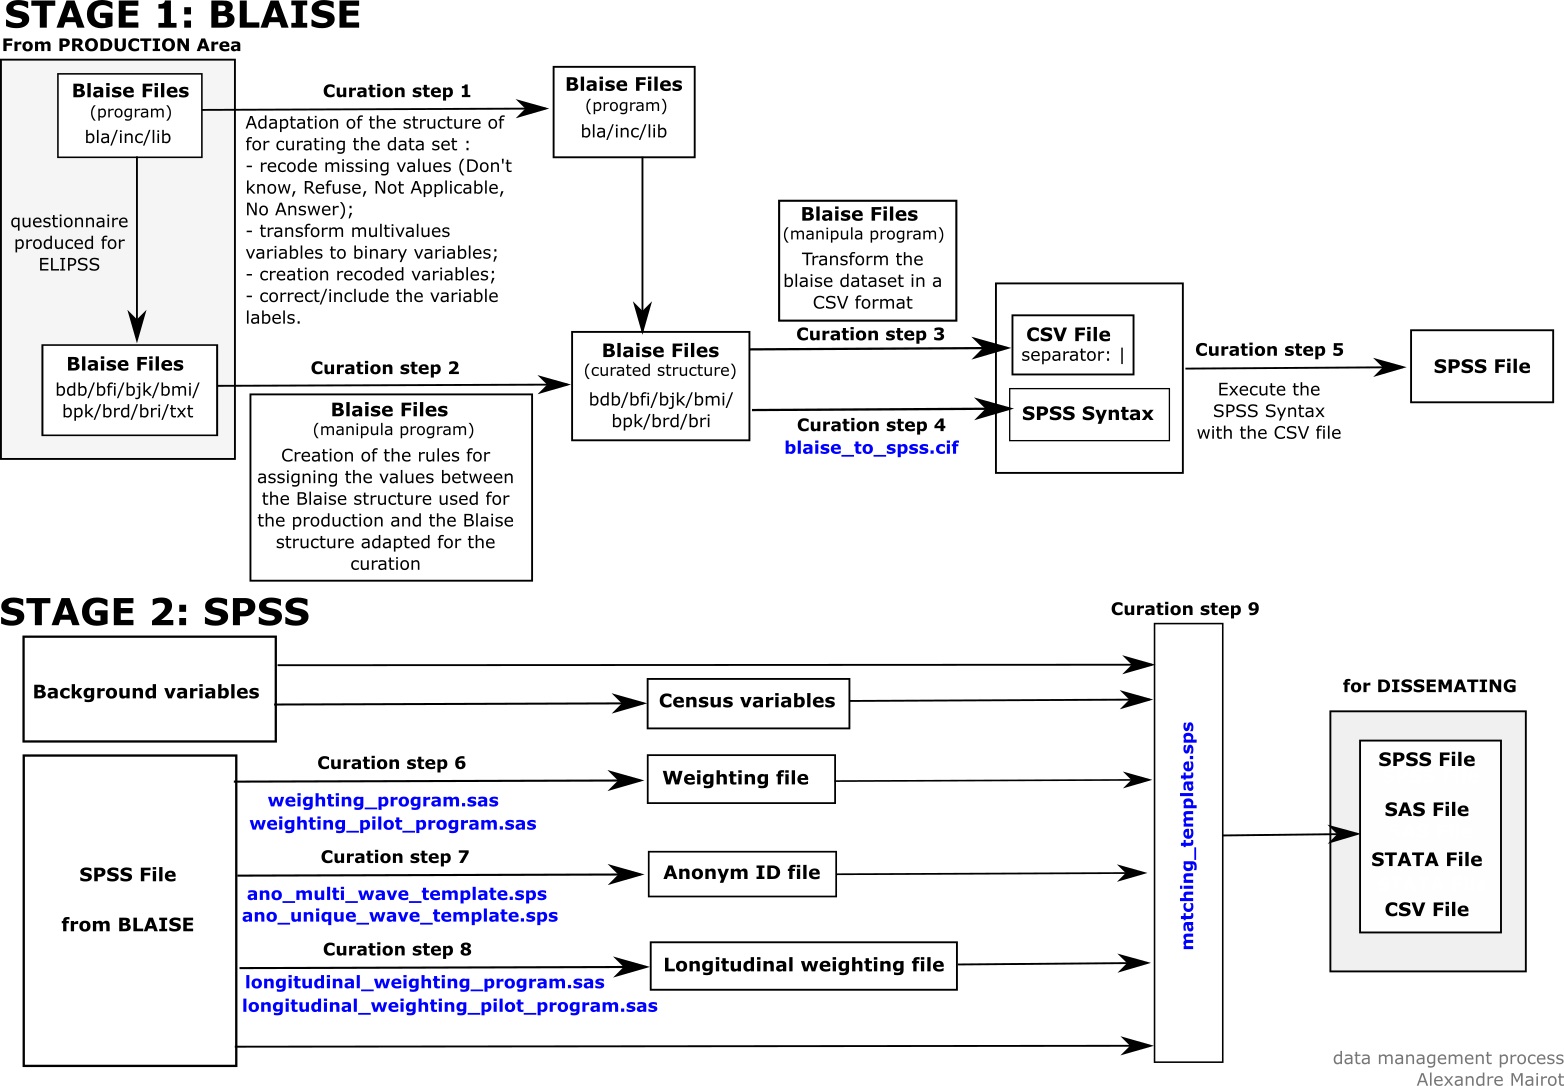 STAGE 1: BLAISE
From PRODUCTION Area
Blaise Files
(program)
bla/inc/lib
questionnaire
produced for
ELIPSS
Blaise Files
bdb/bfi/bjk/bmi/
bpk/brd/bri/txt
Curation step 1
Adaptation of the structure of
for curating the data set :
- recode missing values (Don't
know, Refuse, Not Applicable,
No Answer);
- transform multivalues
variables to binary variables;
- creation recoded variables;
- correct/include the variable
labels.
Curation step 2
Blaise Files
(manipula program)
Creation of the rules for
assigning the values between
the Blaise structure used for
the production and the Blaise
structure adapted for the
curation
Blaise Files
(program)
bla/inc/lib
Blaise Files
(curated structure)
bdb/bfi/bjk/bmi/
bpk/brd/bri
Blaise Files
(manipula program)
Transform the
blaise dataset in a
CSV format
Curation step 3
Curation step 4
blaise_to_spss.cif
CSV File
separator: |
SPSS Syntax
Curation step 5
Execute the
SPSS Syntax
with the CSV file
SPSS File
STAGE 2: SPSS
Background variables
Census variables
SPSS File
from BLAISE
Curation step 6
weighting_program.sas
weighting_pilot_program.sas
Weighting file
Curation step 7
ano_multi_wave_template.sps
ano_unique_wave_template.sps
Anonym ID file
Curation step 8
longitudinal_weighting_program.sas
longitudinal_weighting_pilot_program.sas
Longitudinal weighting file
Curation step 9
matching_template.sps
for DISSEMATING
SPSS File
SAS File
STATA File
CSV File
data management process
Alexandre Mairot